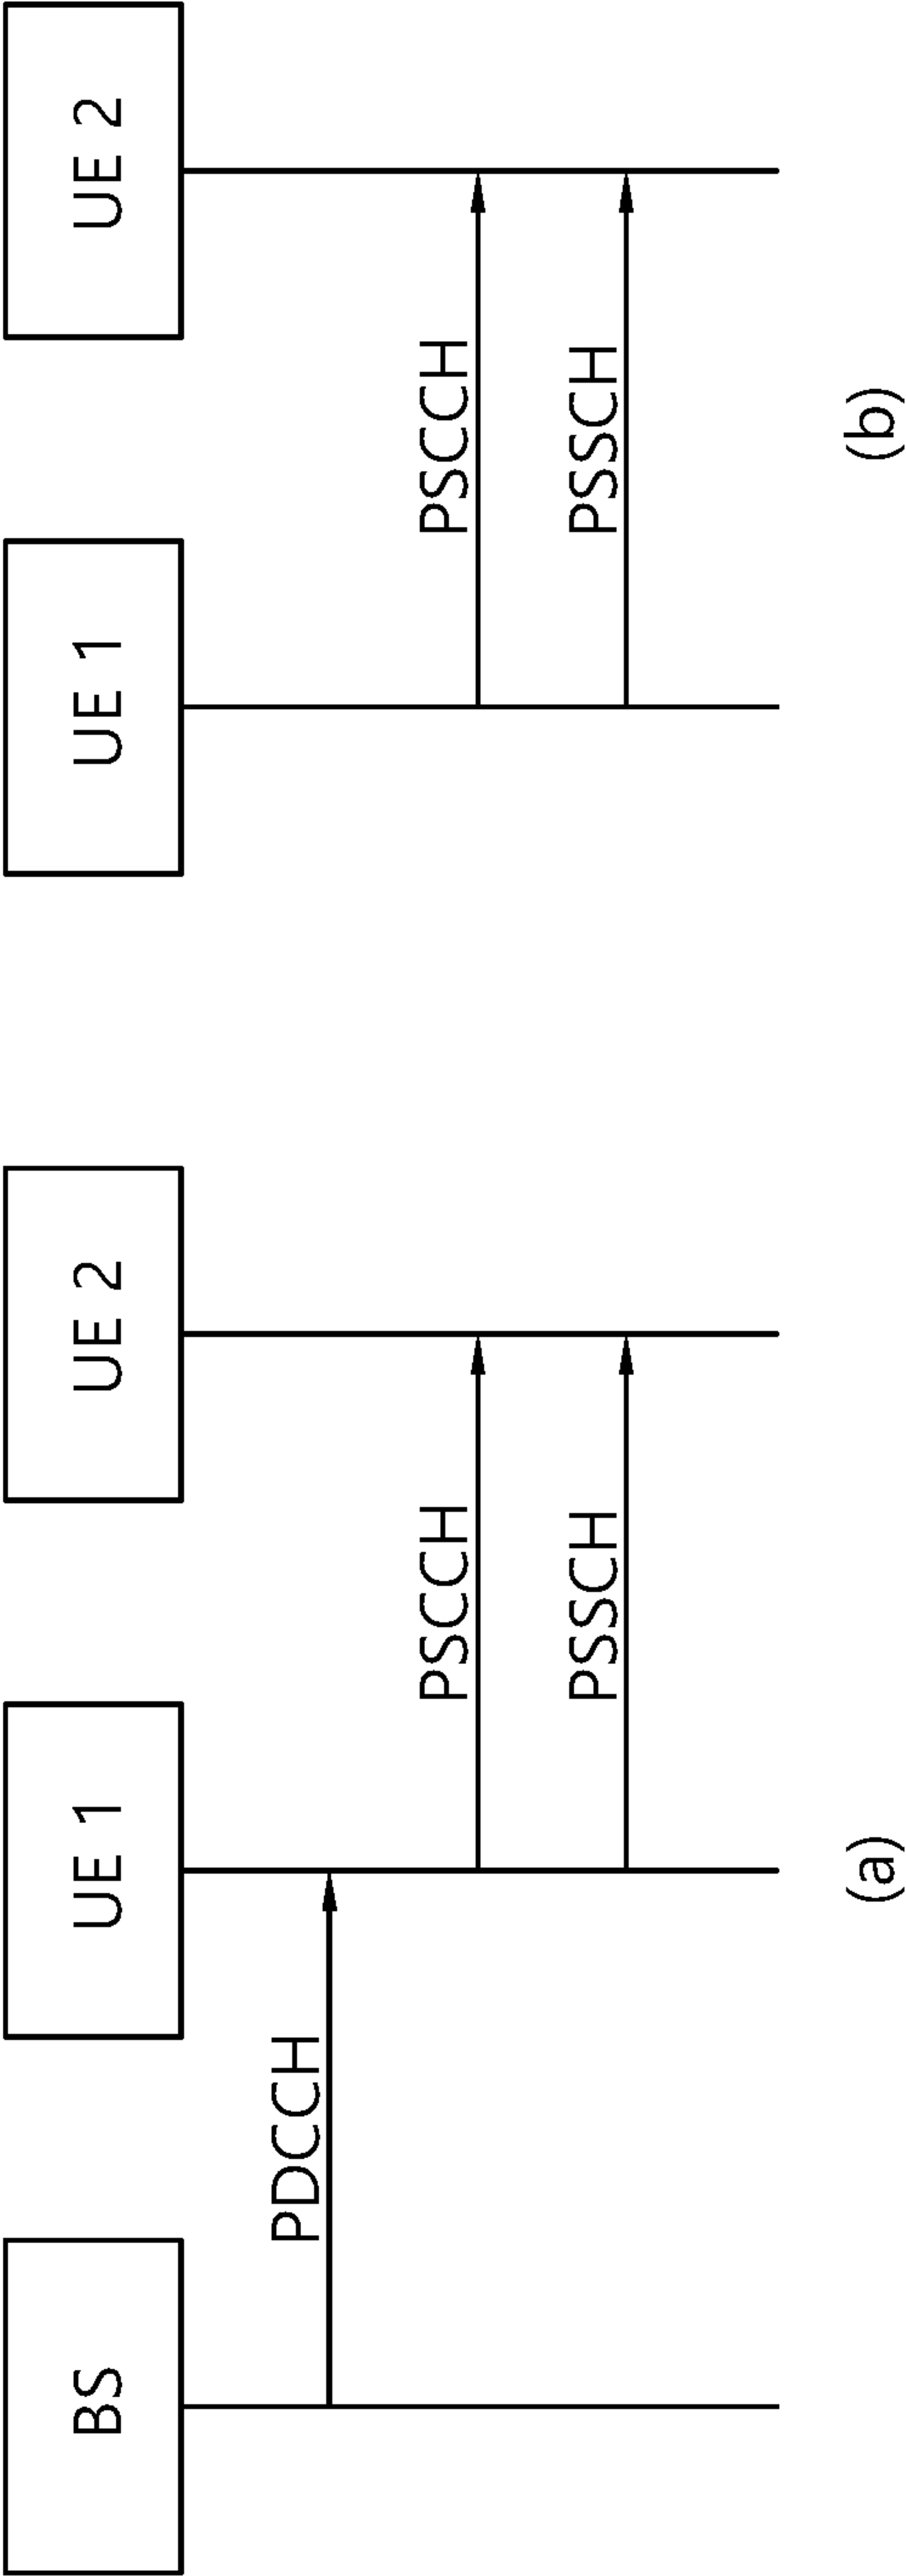 BS
UE 1
UE 2
PDCCH
PSCCH
PSSCH
(a)
UE 1
UE 2
PSCCH
PSSCH
(b)